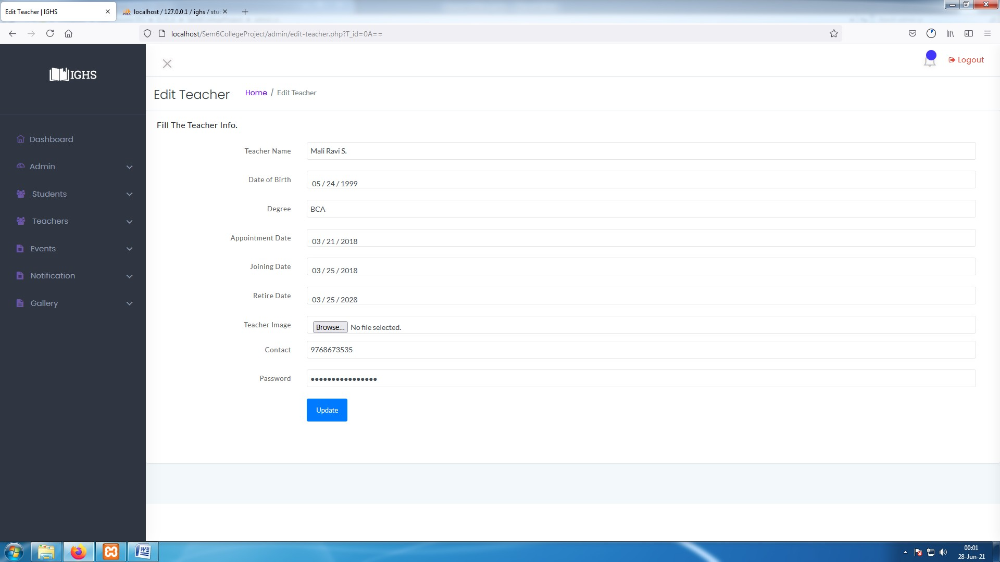 Edit Teacher | IGHS
localhost / 127.0.0.1 / ighs / stu
localhost/Sem6CollegeProject/admin/edit-teacher.php?T_id=0A==
IGHS
Logout
Edit Teacher
Home / Edit Teacher
Fill The Teacher Info.
Dashboard
Admin
Students
Teachers
Events
Notification
Gallery
Teacher Name
Mali Ravi S.
Date of Birth
05 / 24 / 1999
Degree
BCA
Appointment Date
03 / 21 / 2018
Joining Date
03 / 25 / 2018
Retire Date
03 / 25 / 2028
Teacher Image
Browse... No file selected.
Contact
9768673535
Password
••••••••••••••••
Update
00:01
28-Jun-21